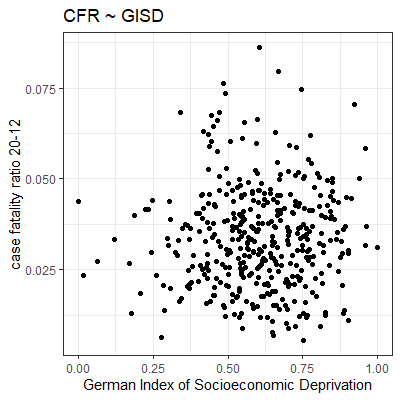 CFR ~ GISD
case fatality ratio 20-12
0.075
0.050
0.025
0.00 0.25 0.50 0.75 1.00
German Index of Socioeconomic Deprivation